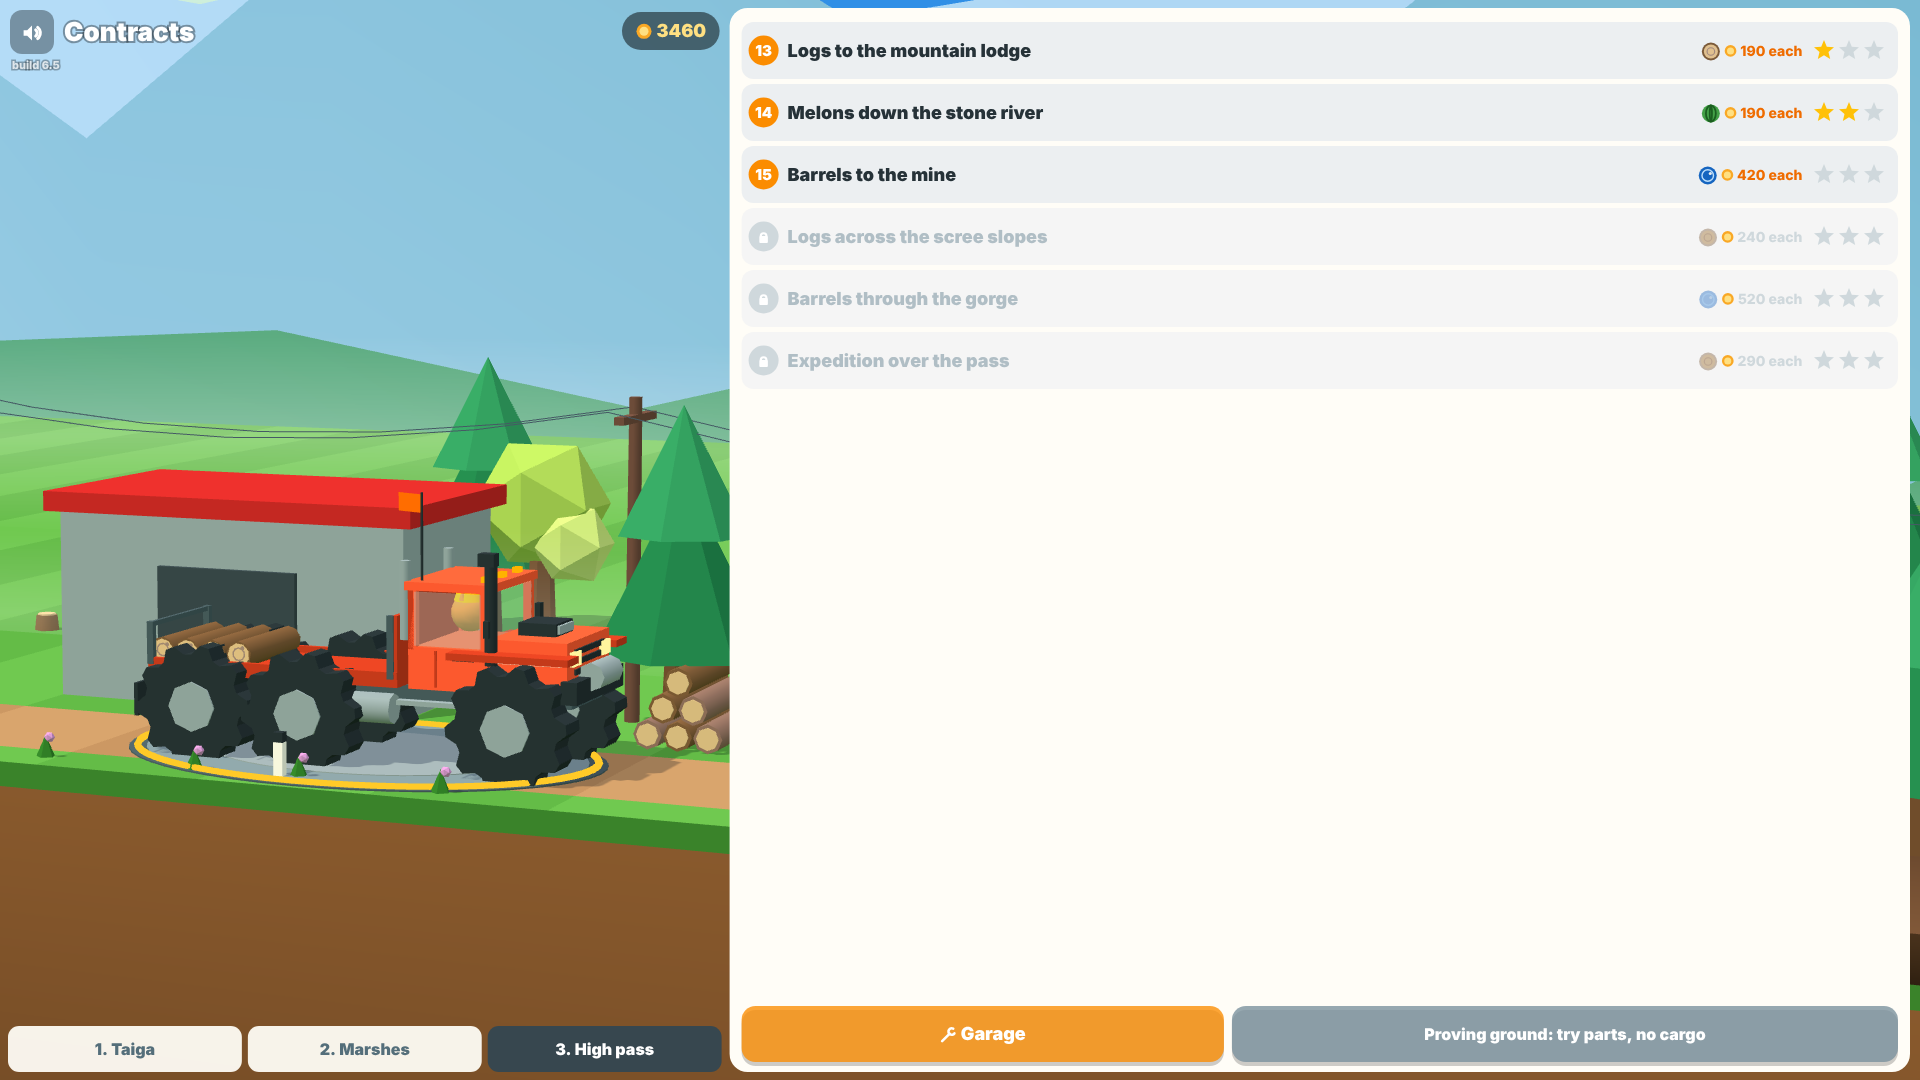 Contracts
build 6.5
3460
13 Logs to the mountain lodge 190 each
14 Melons down the stone river 190 each
15 Barrels to the mine 420 each
Logs across the scree slopes 240 each
Barrels through the gorge 520 each
Expedition over the pass 290 each
Garage
Proving ground: try parts, no cargo
1. Taiga
2. Marshes
3. High pass